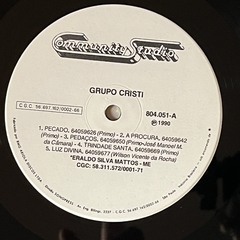 Community Studio
C.G.C. 56.697.162/0002-66
GRUPO CRISTI
804.051-A
Ⓟ 1990
1. PECADO, 64059626 (Primo) - 2. A PROCURA, 64059642
(Primo) - 3. PEDAÇOS, 64059650 (Primo-José Manoel M.
da Câmara) - 4. TRINDADE SANTA, 64059669 (Primo)
5. LUZ DIVINA, 64059677 (Wilson Vicente da Rocha)
*ERALDO SILVA MATTOS - ME
CGC: 58.311.572/0001-71